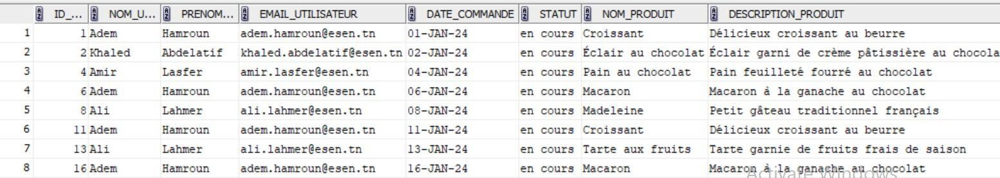 ID_... NOM_U... PRENOM... EMAIL_UTILISATEUR DATE_COMMANDE STATUT NOM_PRODUIT DESCRIPTION_PRODUIT
1 1 Adem Hamroun adem.hamroun@esen.tn 01-JAN-24 en cours Croissant Délicieux croissant au beurre
2 2 Khaled Abdelatif khaled.abdelatif@esen.tn 02-JAN-24 en cours Éclair au chocolat Éclair garni de crème pâtissière au chocola
3 4 Amir Lasfer amir.lasfer@esen.tn 04-JAN-24 en cours Pain au chocolat Pain feuilleté fourré au chocolat
4 6 Adem Hamroun adem.hamroun@esen.tn 06-JAN-24 en cours Macaron Macaron à la ganache au chocolat
5 8 Ali Lahmer ali.lahmer@esen.tn 08-JAN-24 en cours Madeleine Petit gâteau traditionnel français
6 11 Adem Hamroun adem.hamroun@esen.tn 11-JAN-24 en cours Croissant Délicieux croissant au beurre
7 13 Ali Lahmer ali.lahmer@esen.tn 13-JAN-24 en cours Tarte aux fruits Tarte garnie de fruits frais de saison
8 16 Adem Hamroun adem.hamroun@esen.tn 16-JAN-24 en cours Macaron Macaron à la ganache au chocolat
Activate Windows